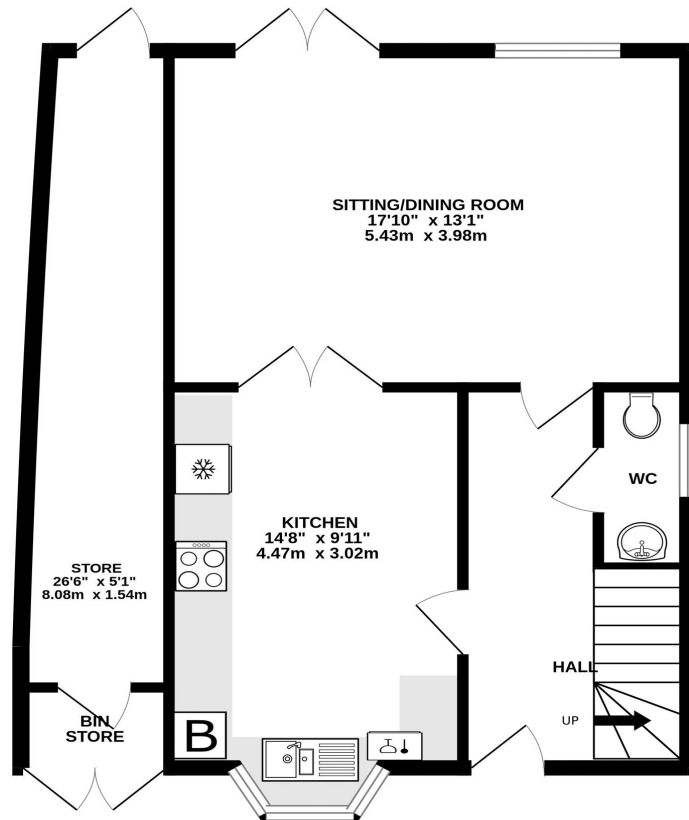 SITTING/DINING ROOM
17'10" x 13'1"
5.43m x 3.98m
KITCHEN
14'8" x 9'11"
4.47m x 3.02m
WC
STORE
26'6" x 5'1"
8.08m x 1.54m
HALL
UP
BIN
STORE
B